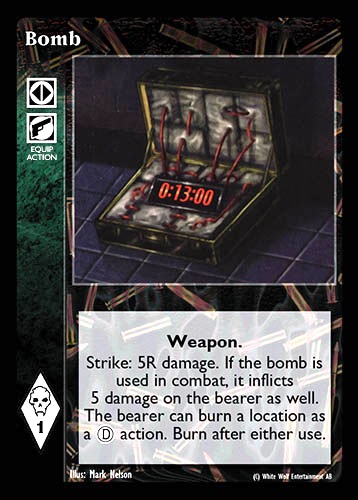 Bomb
EQUIP
ACTION
0:13:00
Weapon.
Strike: 5R damage. If the bomb is
used in combat, it inflicts
5 damage on the bearer as well.
The bearer can burn a location as
a Ⓓ action. Burn after either use.
1
Illus: Mark Nelson
(C) White Wolf Entertainment AB